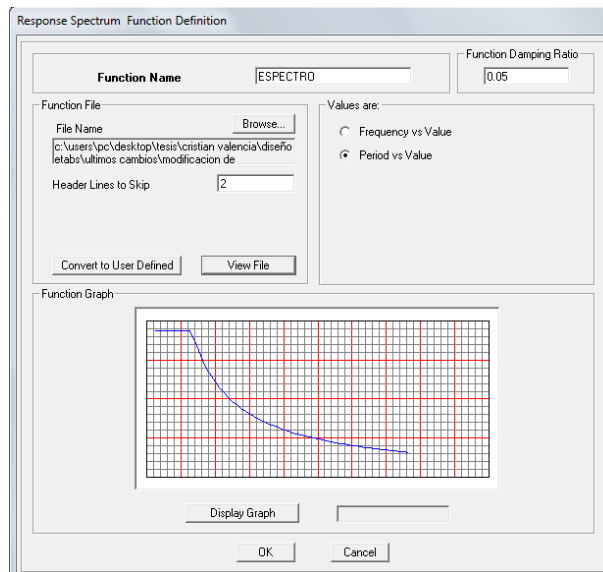 Response Spectrum Function Definition
Function Name
ESPECTRO
Function Damping Ratio
0.05
Function File
File Name
Browse...
c:\users\pc\desktop\tesis\cristian valencia\diseño
etabs\ultimos cambios\modificacion de
Header Lines to Skip
2
Convert to User Defined
View File
Values are:
Frequency vs Value
Period vs Value
Function Graph
Display Graph
OK
Cancel